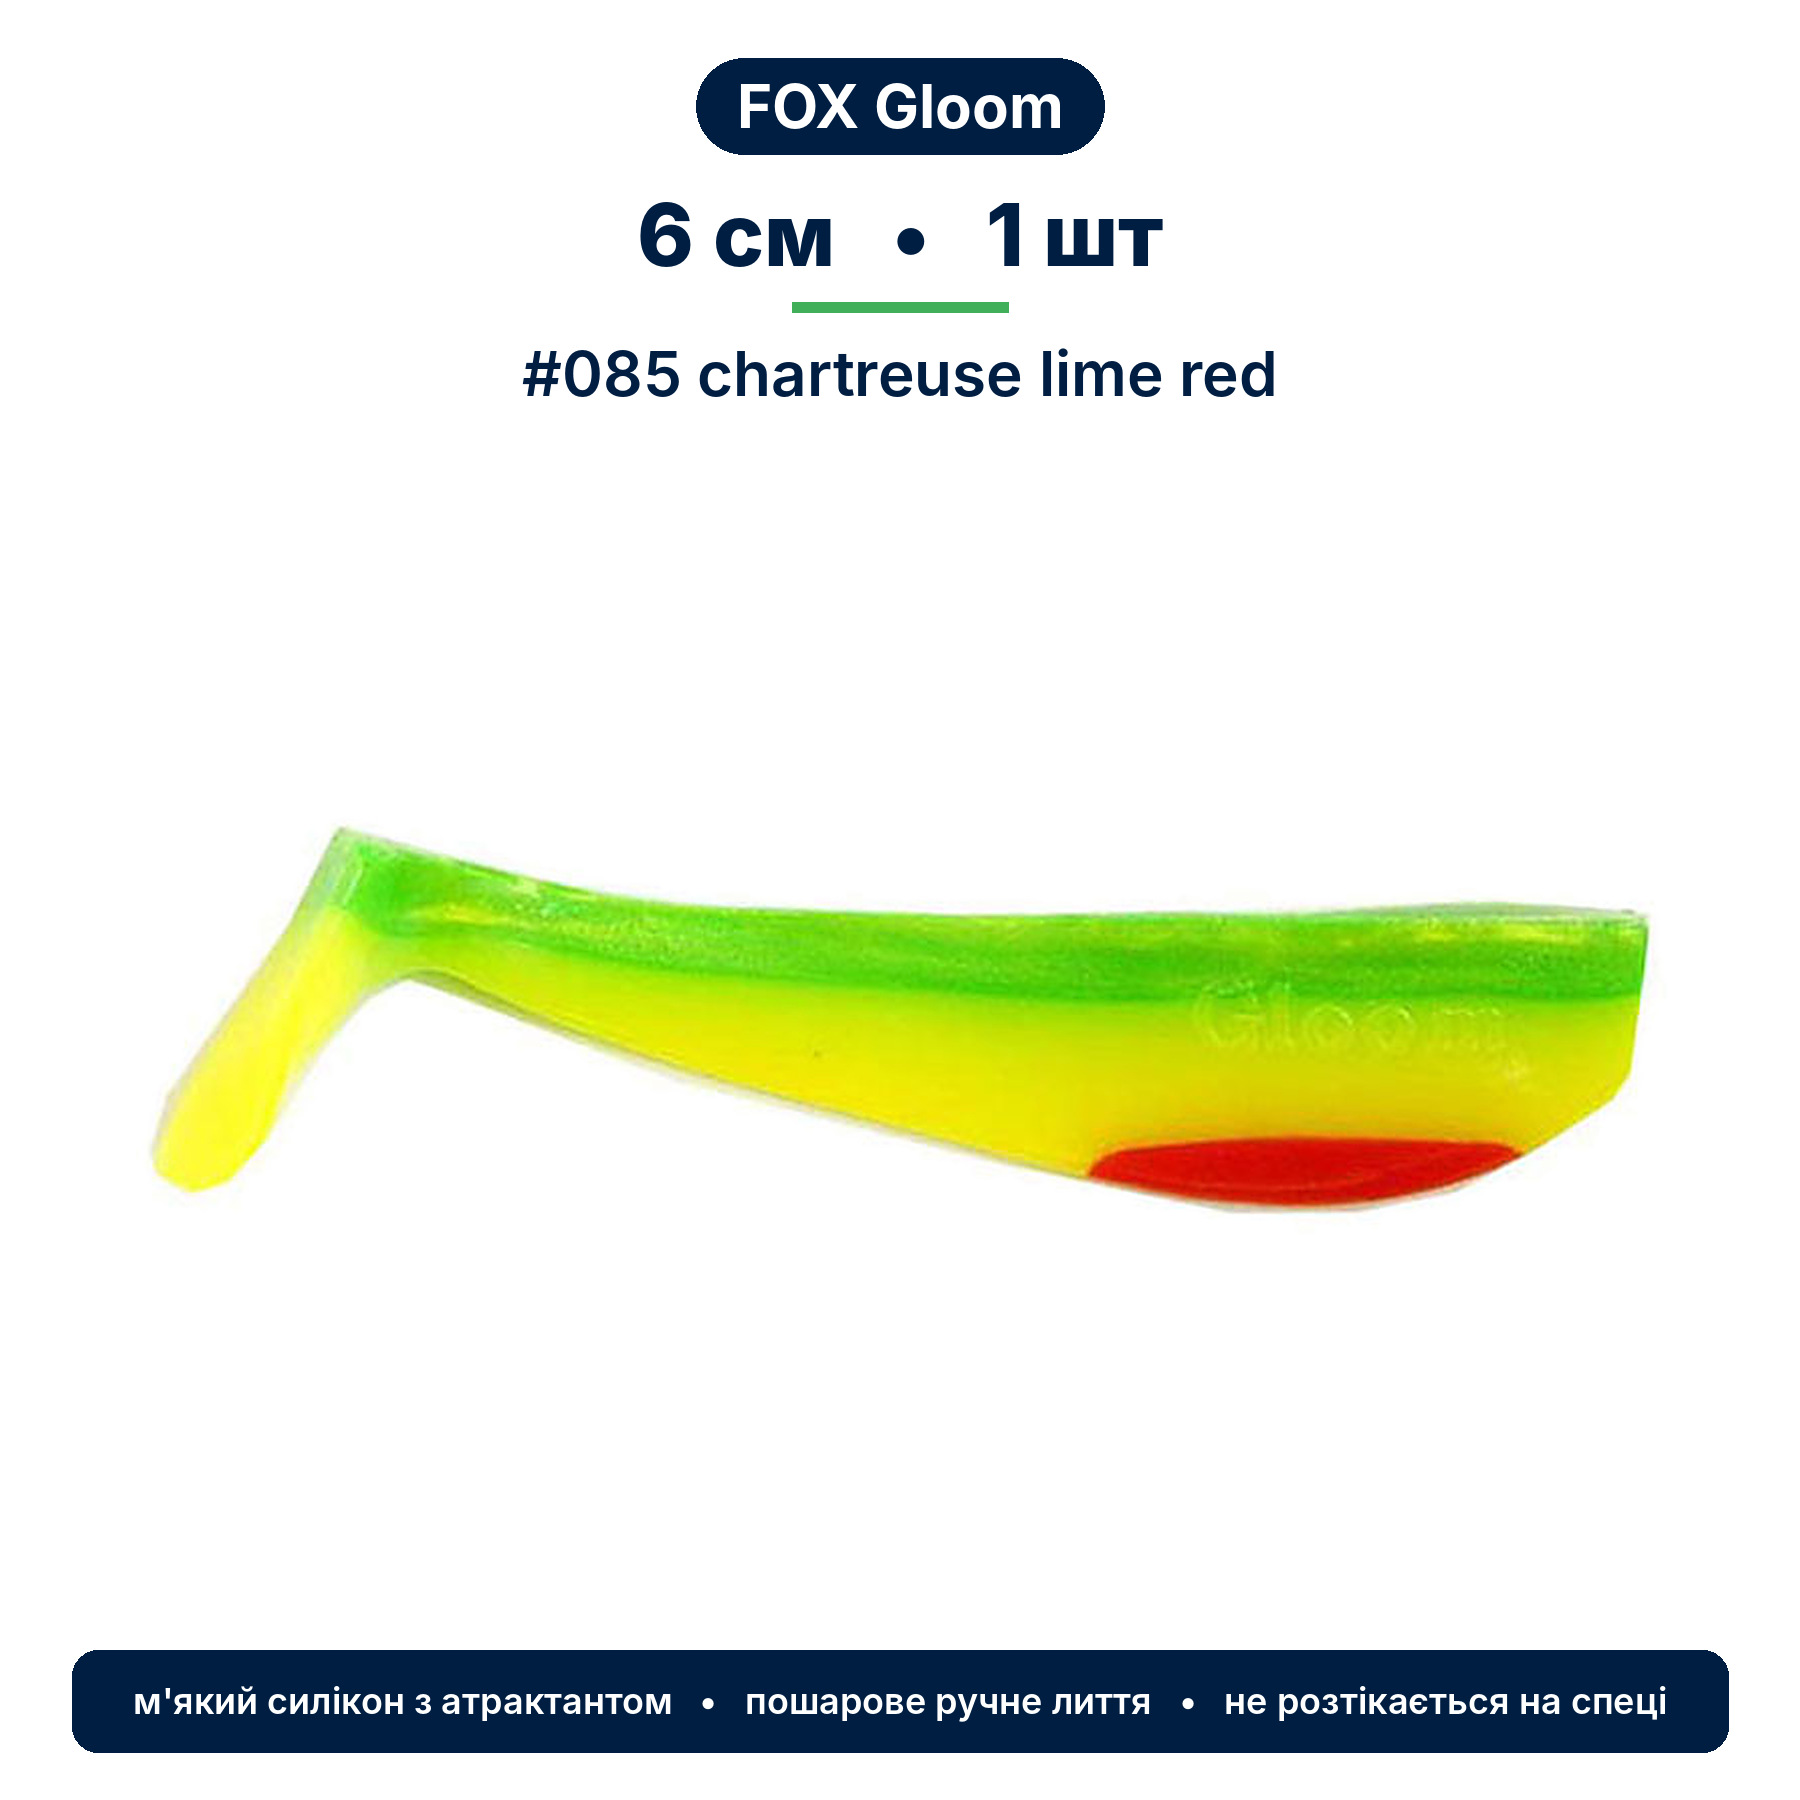 FOX Gloom
6 см • 1 шт
#085 chartreuse lime red
Gloom
м'який силікон з атрактантом • пошарове ручне лиття • не розтікається на спеці